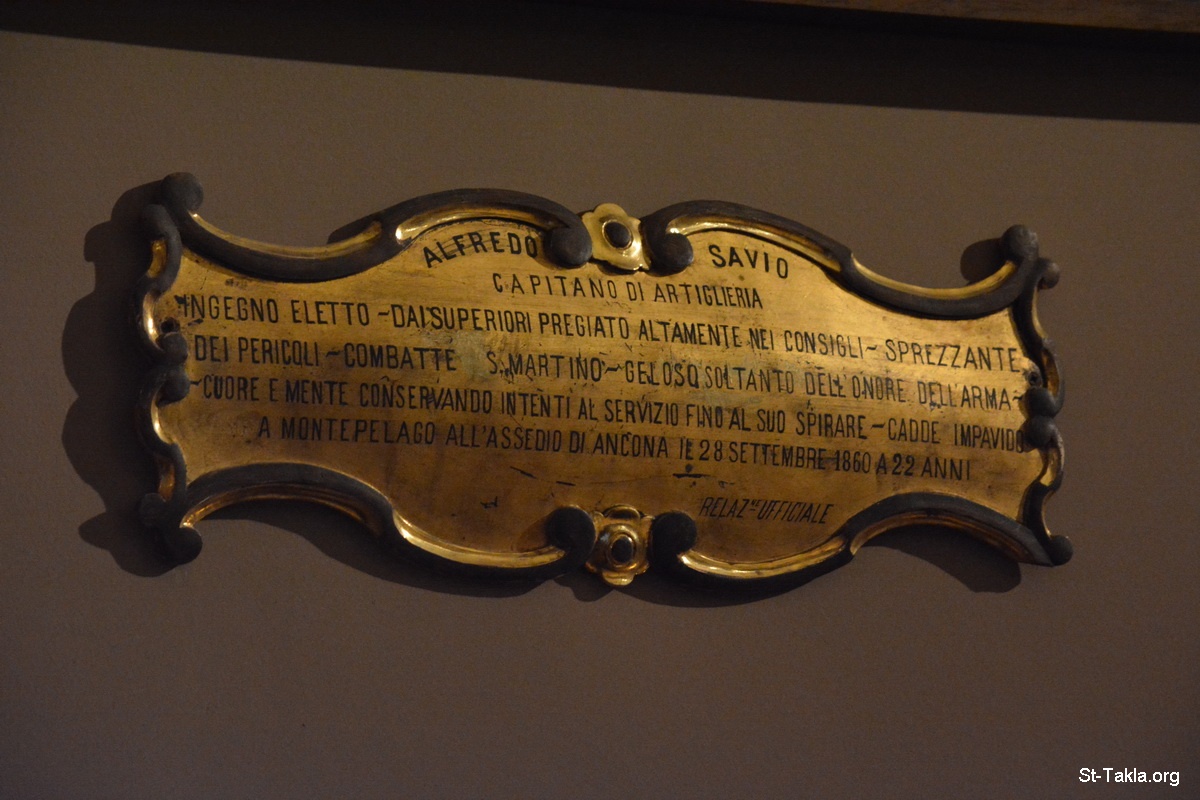 ALFREDO SAVIO
CAPITANO DI ARTIGLIERIA
INGEGNO ELETTO ~ DAI SUPERIORI PREGIATO ALTAMENTE NEI CONSIGLI ~ SPREZZANTE
DEI PERICOLI ~ COMBATTE S. MARTINO ~ GELOSO SOLTANTO DELL'ONORE DELL'ARMA ~
~ CUORE E MENTE CONSERVANDO INTENTI AL SERVIZIO FINO AL SUO SPIRARE ~ CADDE IMPAVIDO
A MONTEPELAGO ALL'ASSEDIO DI ANCONA IL 28 SETTEMBRE 1860 A 22 ANNI
RELAZ.NE UFFICIALE
St-Takla.org